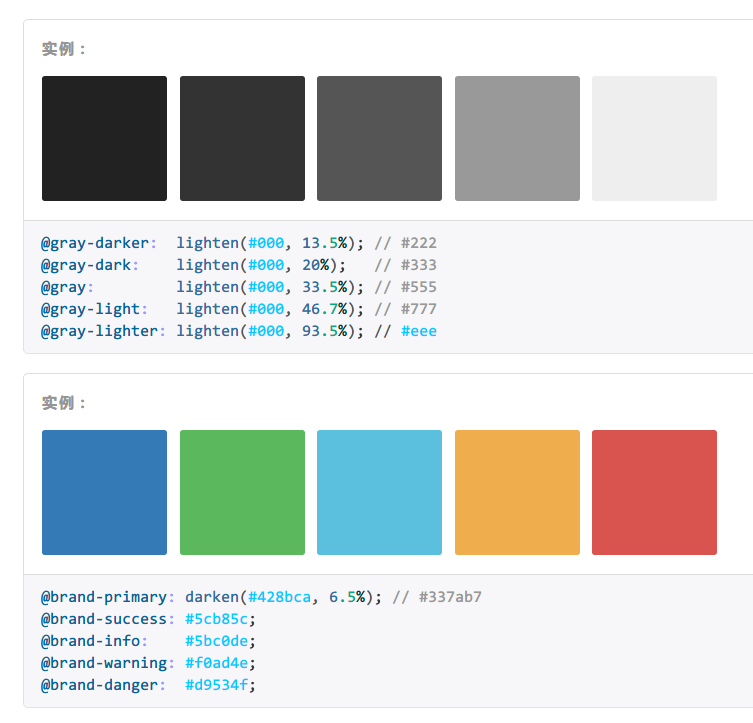 实例：
@gray-darker:  lighten(#000, 13.5%); // #222
@gray-dark:    lighten(#000, 20%);   // #333
@gray:         lighten(#000, 33.5%); // #555
@gray-light:   lighten(#000, 46.7%); // #777
@gray-lighter: lighten(#000, 93.5%); // #eee
实例：
@brand-primary: darken(#428bca, 6.5%); // #337ab7
@brand-success: #5cb85c;
@brand-info:    #5bc0de;
@brand-warning: #f0ad4e;
@brand-danger:  #d9534f;